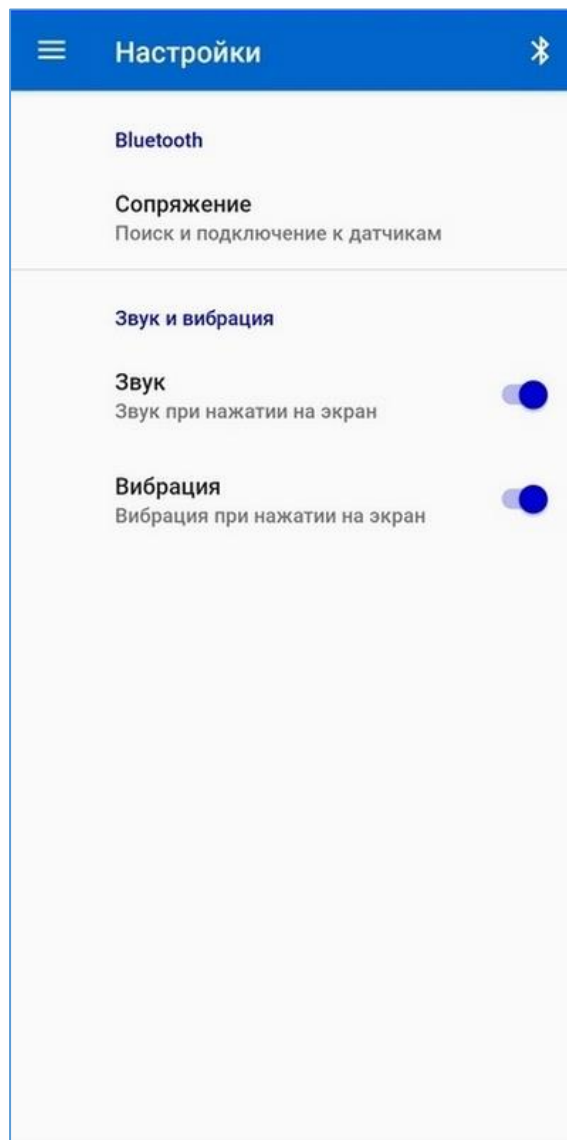 Настройки
Bluetooth
Сопряжение
Поиск и подключение к датчикам
Звук и вибрация
Звук
Звук при нажатии на экран
Вибрация
Вибрация при нажатии на экран